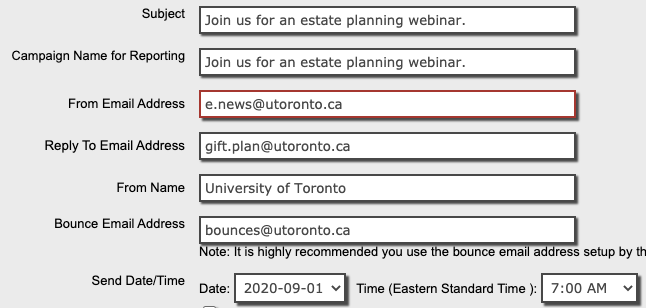 Subject Join us for an estate planning webinar.
Campaign Name for Reporting Join us for an estate planning webinar.
From Email Address e.news@utoronto.ca
Reply To Email Address gift.plan@utoronto.ca
From Name University of Toronto
Bounce Email Address bounces@utoronto.ca
Note: It is highly recommended you use the bounce email address setup by th
Send Date/Time Date: 2020-09-01 Time (Eastern Standard Time ): 7:00 AM